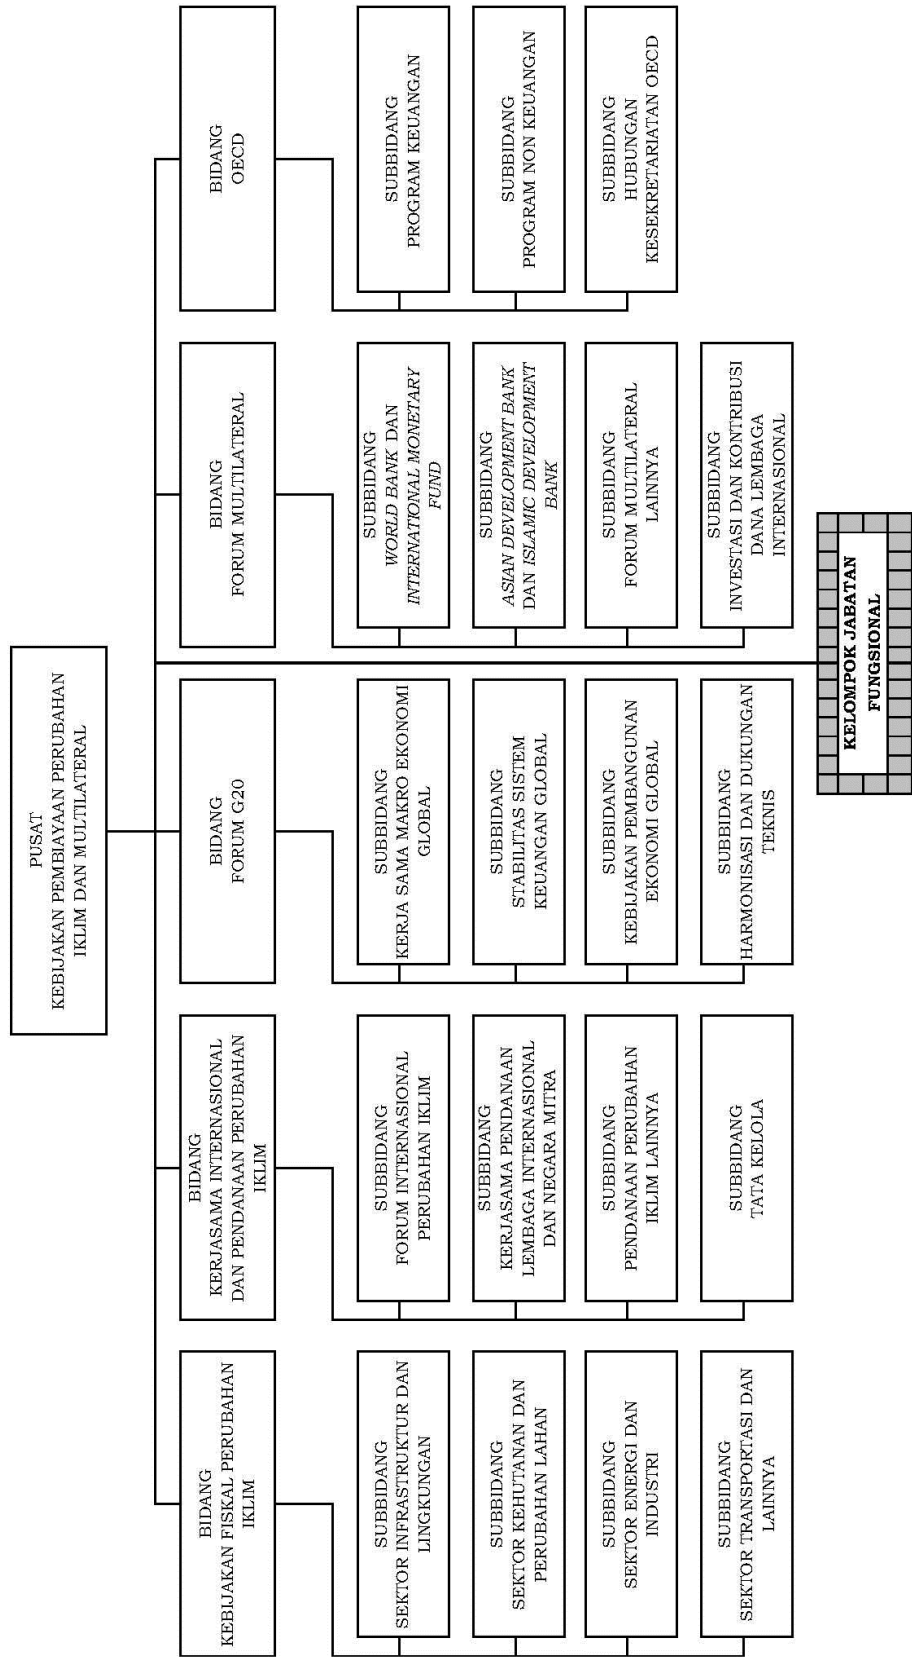 PUSAT
KEBIJAKAN PEMBIAYAAN PERUBAHAN
IKLIM DAN MULTILATERAL
BIDANG
KEBIJAKAN FISKAL PERUBAHAN
IKLIM
SUBBIDANG
SEKTOR INFRASTRUKTUR DAN
LINGKUNGAN
SUBBIDANG
SEKTOR KEHUTANAN DAN
PERUBAHAN LAHAN
SUBBIDANG
SEKTOR ENERGI DAN
INDUSTRI
SUBBIDANG
SEKTOR TRANSPORTASI DAN
LAINNYA
BIDANG
KERJASAMA INTERNASIONAL
DAN PENDANAAN PERUBAHAN
IKLIM
SUBBIDANG
FORUM INTERNASIONAL
PERUBAHAN IKLIM
SUBBIDANG
KERJASAMA PENDANAAN
LEMBAGA INTERNASIONAL
DAN NEGARA MITRA
SUBBIDANG
PENDANAAN PERUBAHAN
IKLIM LAINNYA
SUBBIDANG
TATA KELOLA
BIDANG
FORUM G20
SUBBIDANG
KERJA SAMA MAKRO EKONOMI
GLOBAL
SUBBIDANG
STABILITAS SISTEM
KEUANGAN GLOBAL
SUBBIDANG
KEBIJAKAN PEMBANGUNAN
EKONOMI GLOBAL
SUBBIDANG
HARMONISASI DAN DUKUNGAN
TEKNIS
BIDANG
FORUM MULTILATERAL
SUBBIDANG
WORLD BANK DAN
INTERNATIONAL MONETARY
FUND
SUBBIDANG
ASIAN DEVELOPMENT BANK
DAN ISLAMIC DEVELOPMENT
BANK
SUBBIDANG
FORUM MULTILATERAL
LAINNYA
SUBBIDANG
INVESTASI DAN KONTRIBUSI
DANA LEMBAGA
INTERNASIONAL
BIDANG
OECD
SUBBIDANG
PROGRAM KEUANGAN
SUBBIDANG
PROGRAM NON KEUANGAN
SUBBIDANG
HUBUNGAN
KESEKRETARIATAN OECD
KELOMPOK JABATAN
FUNGSIONAL